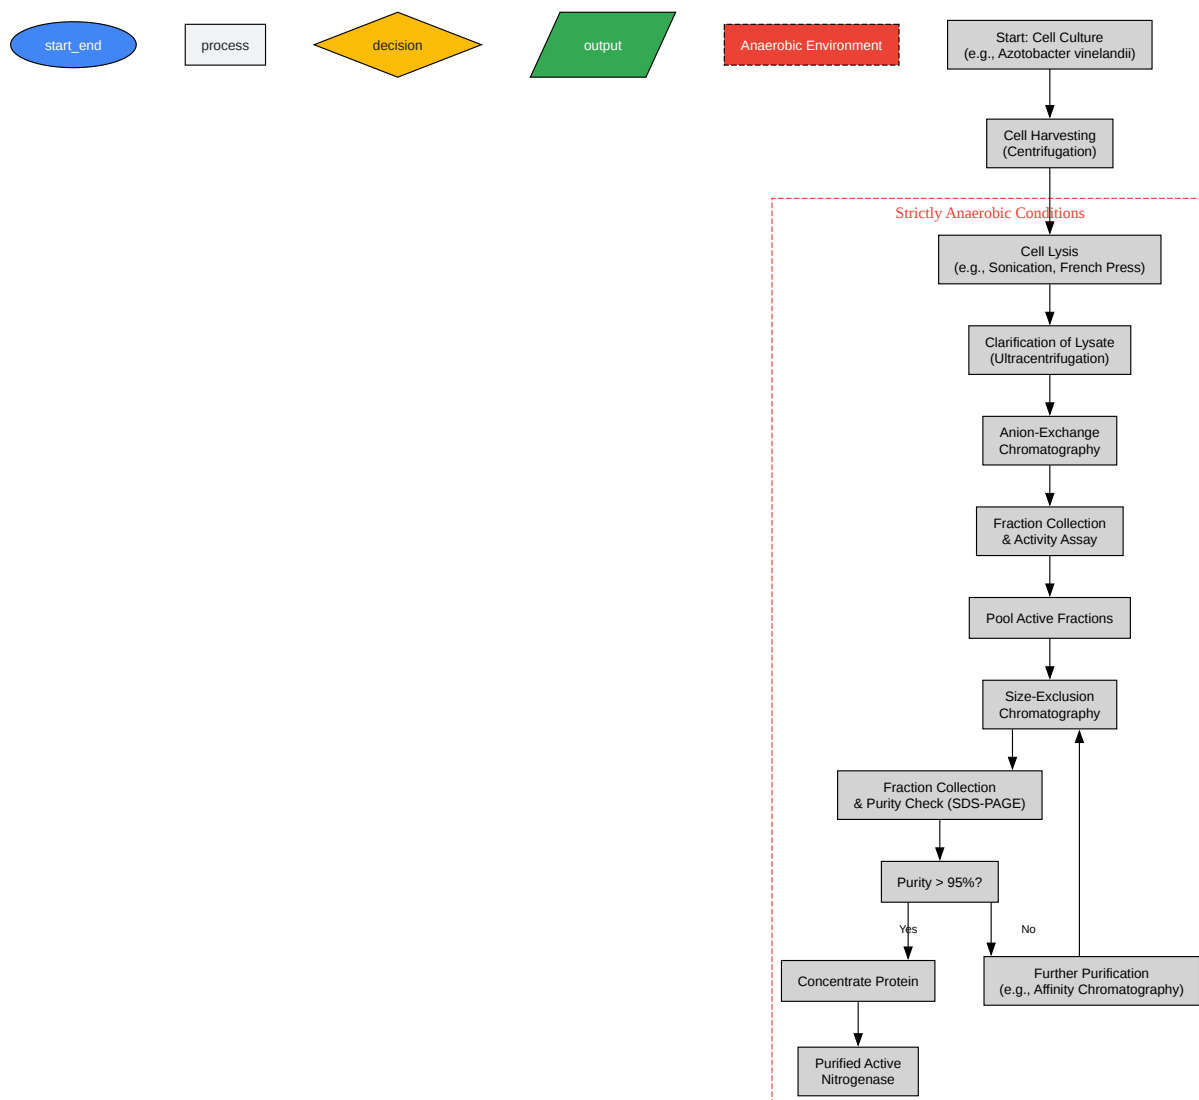 start_end
process
decision
output
Anaerobic Environment
Start: Cell Culture
(e.g., Azotobacter vinelandii)
Cell Harvesting
(Centrifugation)
Strictly Anaerobic Conditions
Cell Lysis
(e.g., Sonication, French Press)
Clarification of Lysate
(Ultracentrifugation)
Anion-Exchange
Chromatography
Fraction Collection
& Activity Assay
Pool Active Fractions
Size-Exclusion
Chromatography
Fraction Collection
& Purity Check (SDS-PAGE)
Purity > 95%?
Yes
No
Concentrate Protein
Further Purification
(e.g., Affinity Chromatography)
Purified Active
Nitrogenase